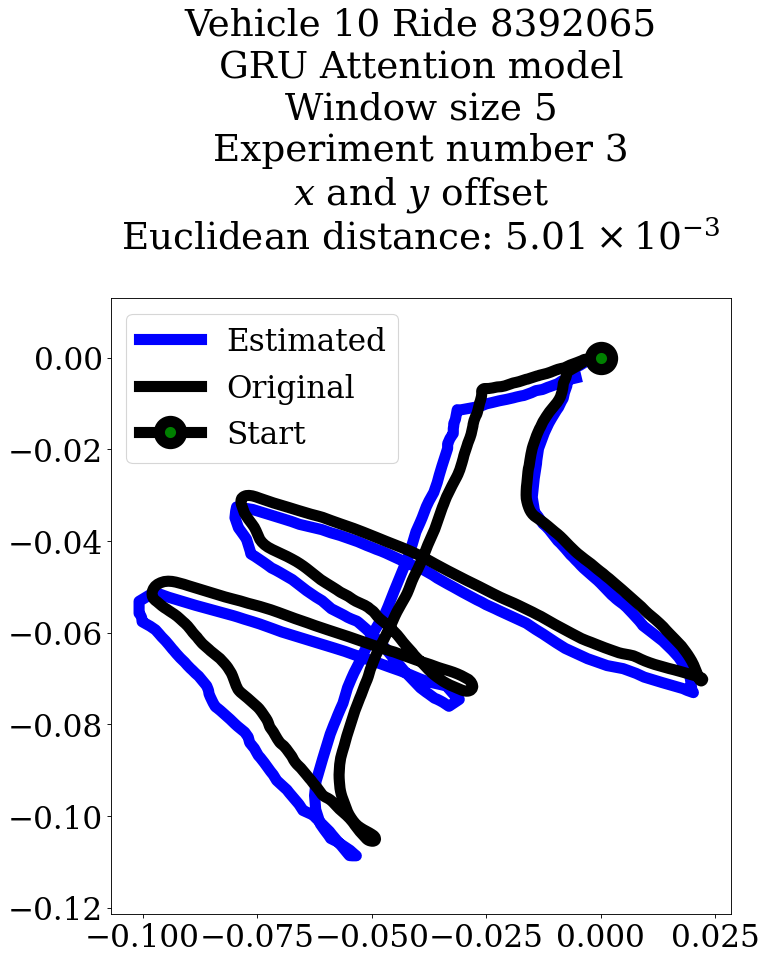 Vehicle 10 Ride 8392065
GRU Attention model
Window size 5
Experiment number 3
x and y offset
Euclidean distance: 5.01 × 10⁻³
Estimated
Original
Start
0.00
−0.02
−0.04
−0.06
−0.08
−0.10
−0.12
−0.100 −0.075 −0.050 −0.025 0.000 0.025